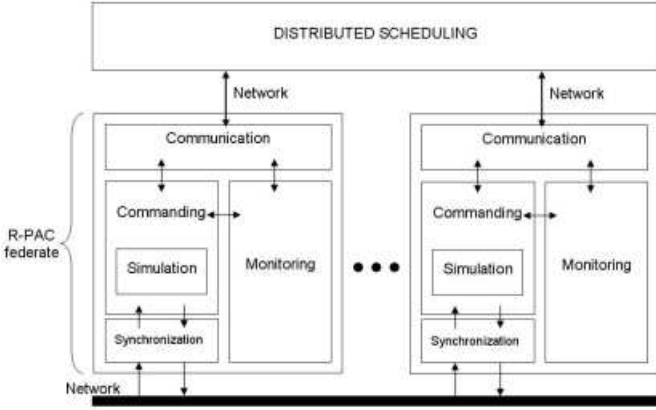 DISTRIBUTED SCHEDULING
Network
Network
R-PAC
federate
Communication
Commanding
Simulation
Monitoring
Synchronization
Communication
Commanding
Simulation
Monitoring
Synchronization
Network